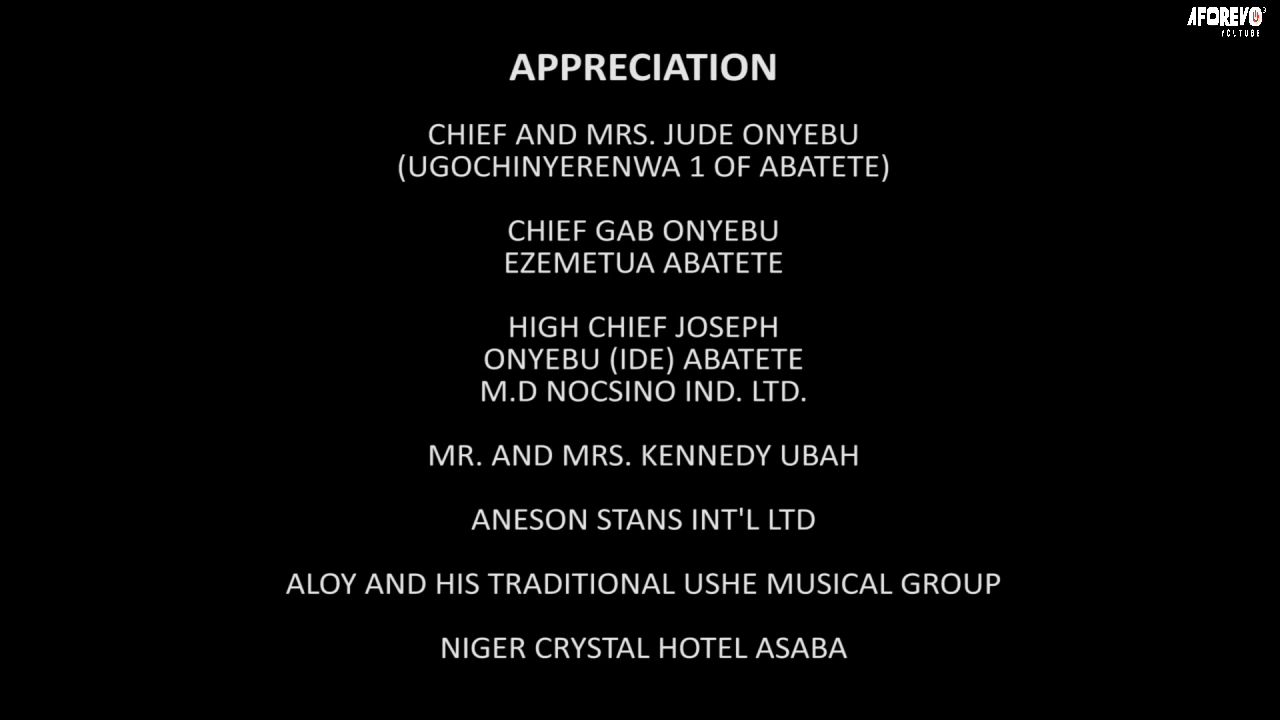 AFOREVO
APPRECIATION
CHIEF AND MRS. JUDE ONYEBU
(UGOCHINYERENWA 1 OF ABATETE)
CHIEF GAB ONYEBU
EZEMETUA ABATETE
HIGH CHIEF JOSEPH
ONYEBU (IDE) ABATETE
M.D NOCSINO IND. LTD.
MR. AND MRS. KENNEDY UBAH
ANESON STANS INT'L LTD
ALOY AND HIS TRADITIONAL USHE MUSICAL GROUP
NIGER CRYSTAL HOTEL ASABA